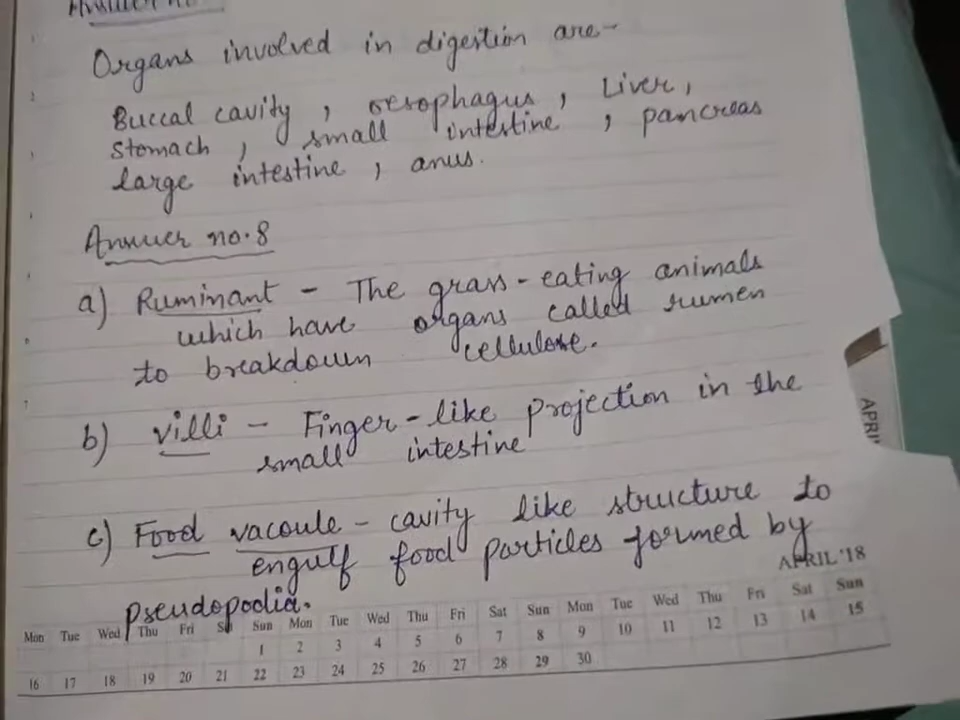 Answer no.
Organs involved in digestion are-
Buccal cavity , oesophagus , Liver,
stomach , small intestine , pancreas
large intestine , anus.
Answer no.8
a) Ruminant - The grass-eating animals
which have organs called rumen
to breakdown cellulose.
b) villi - Finger-like projection in the
small intestine
c) Food vacoule - cavity like structure to
engulf food particles formed by
pseudopodia.
APRIL '18
Mon Tue Wed Thu Fri Sat Sun Mon Tue Wed Thu Fri Sat Sun Mon Tue Wed Thu Fri Sat Sun
1 2 3 4 5 6 7 8 9 10 11 12 13 14 15
16 17 18 19 20 21 22 23 24 25 26 27 28 29 30